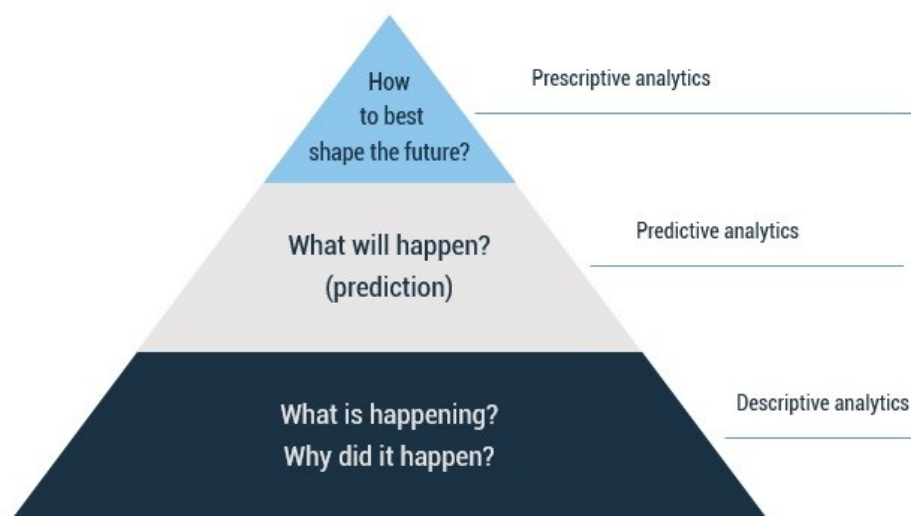 How
to best
shape the future?
Prescriptive analytics
What will happen?
(prediction)
Predictive analytics
What is happening?
Why did it happen?
Descriptive analytics